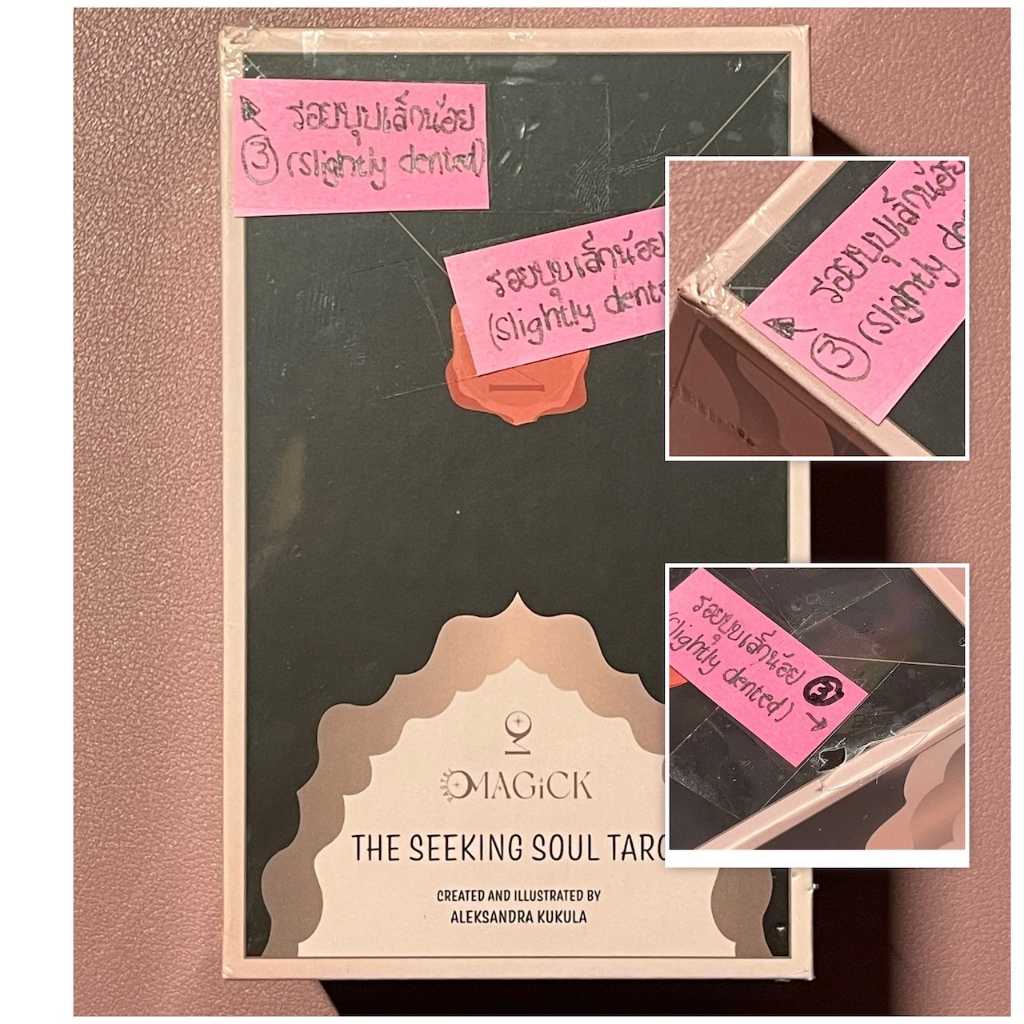 รอยบุบเล็กน้อย
③ (slightly dented)
รอยบุบเล็กน้อย
(slightly dente
รอยบุบเล็กน้อย
③ (slightly de
รอยบุบเล็กน้อย ③
(slightly dented) →
MAGiCK
THE SEEKING SOUL TARO
CREATED AND ILLUSTRATED BY
ALEKSANDRA KUKULA